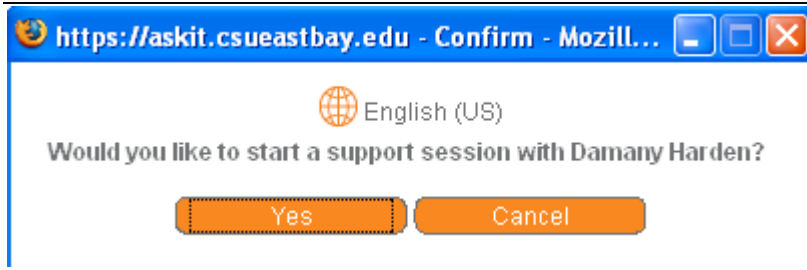 https://askit.csueastbay.edu - Confirm - Mozill...
English (US)
Would you like to start a support session with Damany Harden?
Yes Cancel